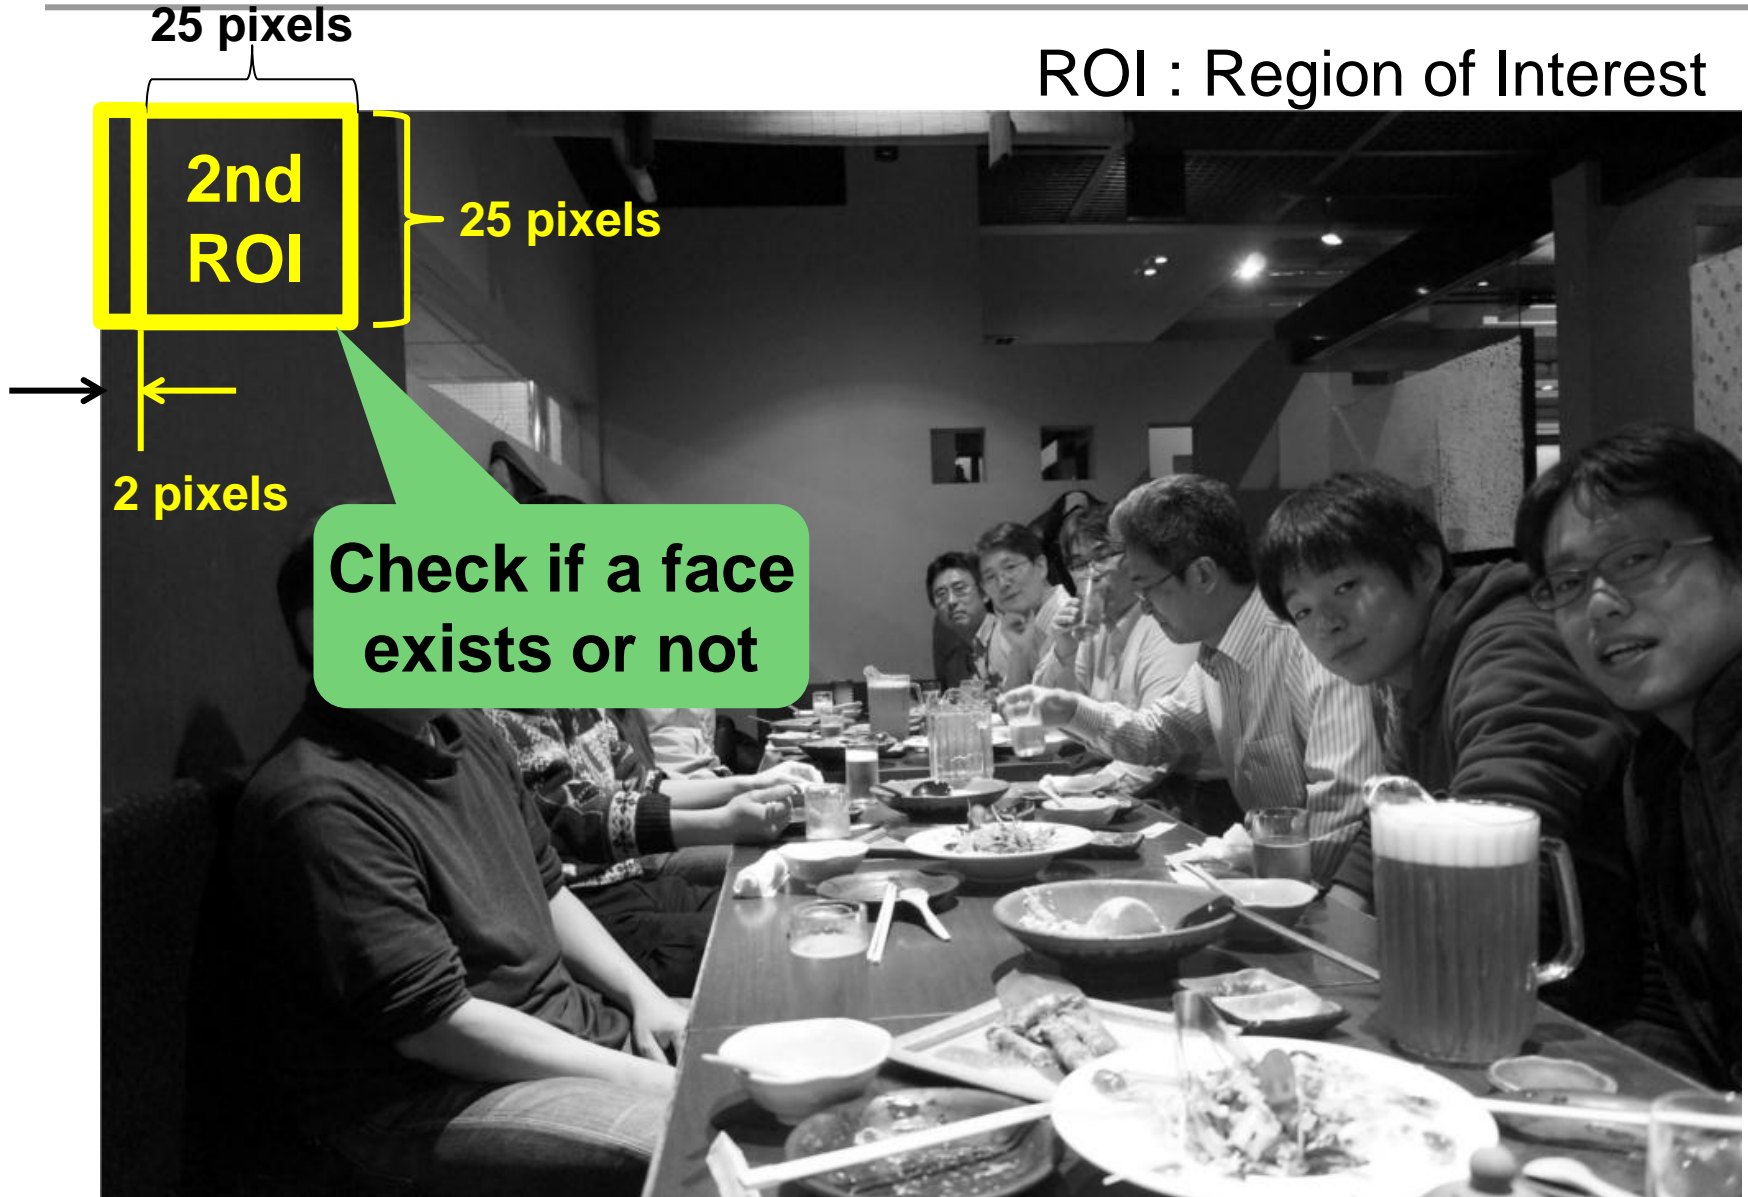 25 pixels
ROI : Region of Interest
2nd
ROI
25 pixels
2 pixels
Check if a face
exists or not